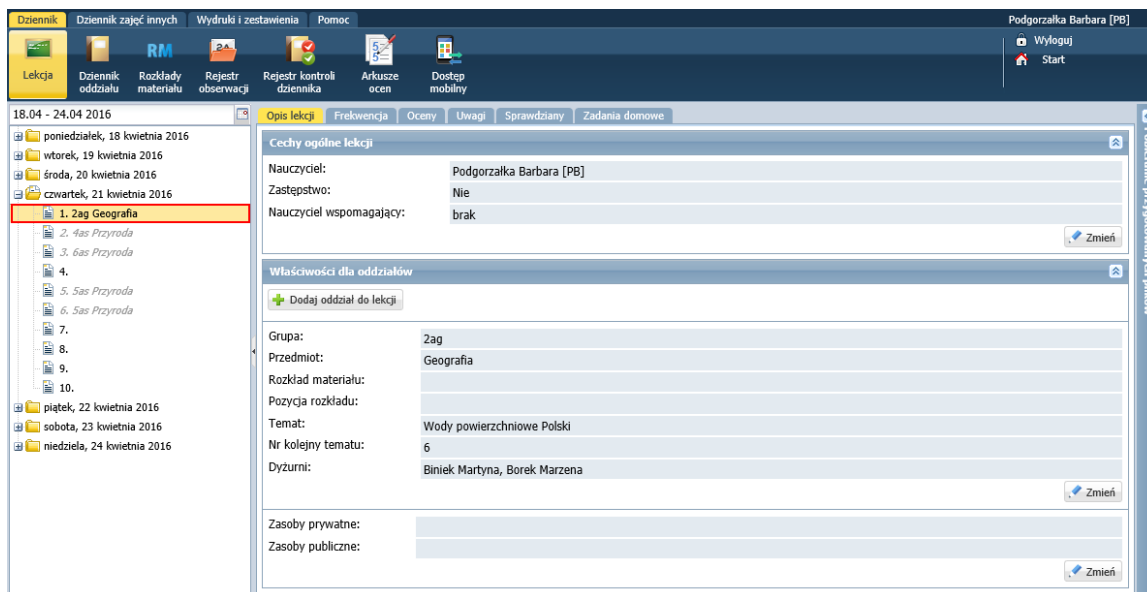 Dziennik Dziennik zajęć innych Wydruki i zestawienia Pomoc Podgorzałka Barbara [PB]
Lekcja
Dziennik oddziału
RM
Rozkłady materiału
Rejestr obserwacji
Rejestr kontroli dziennika
Arkusze ocen
Dostęp mobilny
Wyloguj
Start
18.04 - 24.04 2016
poniedziałek, 18 kwietnia 2016
wtorek, 19 kwietnia 2016
środa, 20 kwietnia 2016
czwartek, 21 kwietnia 2016
1. 2ag Geografia
2. 4as Przyroda
3. 6as Przyroda
4.
5. 5as Przyroda
6. 5as Przyroda
7.
8.
9.
10.
piątek, 22 kwietnia 2016
sobota, 23 kwietnia 2016
niedziela, 24 kwietnia 2016
Opis lekcji Frekwencja Oceny Uwagi Sprawdziany Zadania domowe
Cechy ogólne lekcji
Nauczyciel: Podgorzałka Barbara [PB]
Zastępstwo: Nie
Nauczyciel wspomagający: brak
Zmień
Właściwości dla oddziałów
Dodaj oddział do lekcji
Grupa: 2ag
Przedmiot: Geografia
Rozkład materiału:
Pozycja rozkładu:
Temat: Wody powierzchniowe Polski
Nr kolejny tematu: 6
Dyżurni: Biniek Martyna, Borek Marzena
Zmień
Zasoby prywatne:
Zasoby publiczne:
Zmień